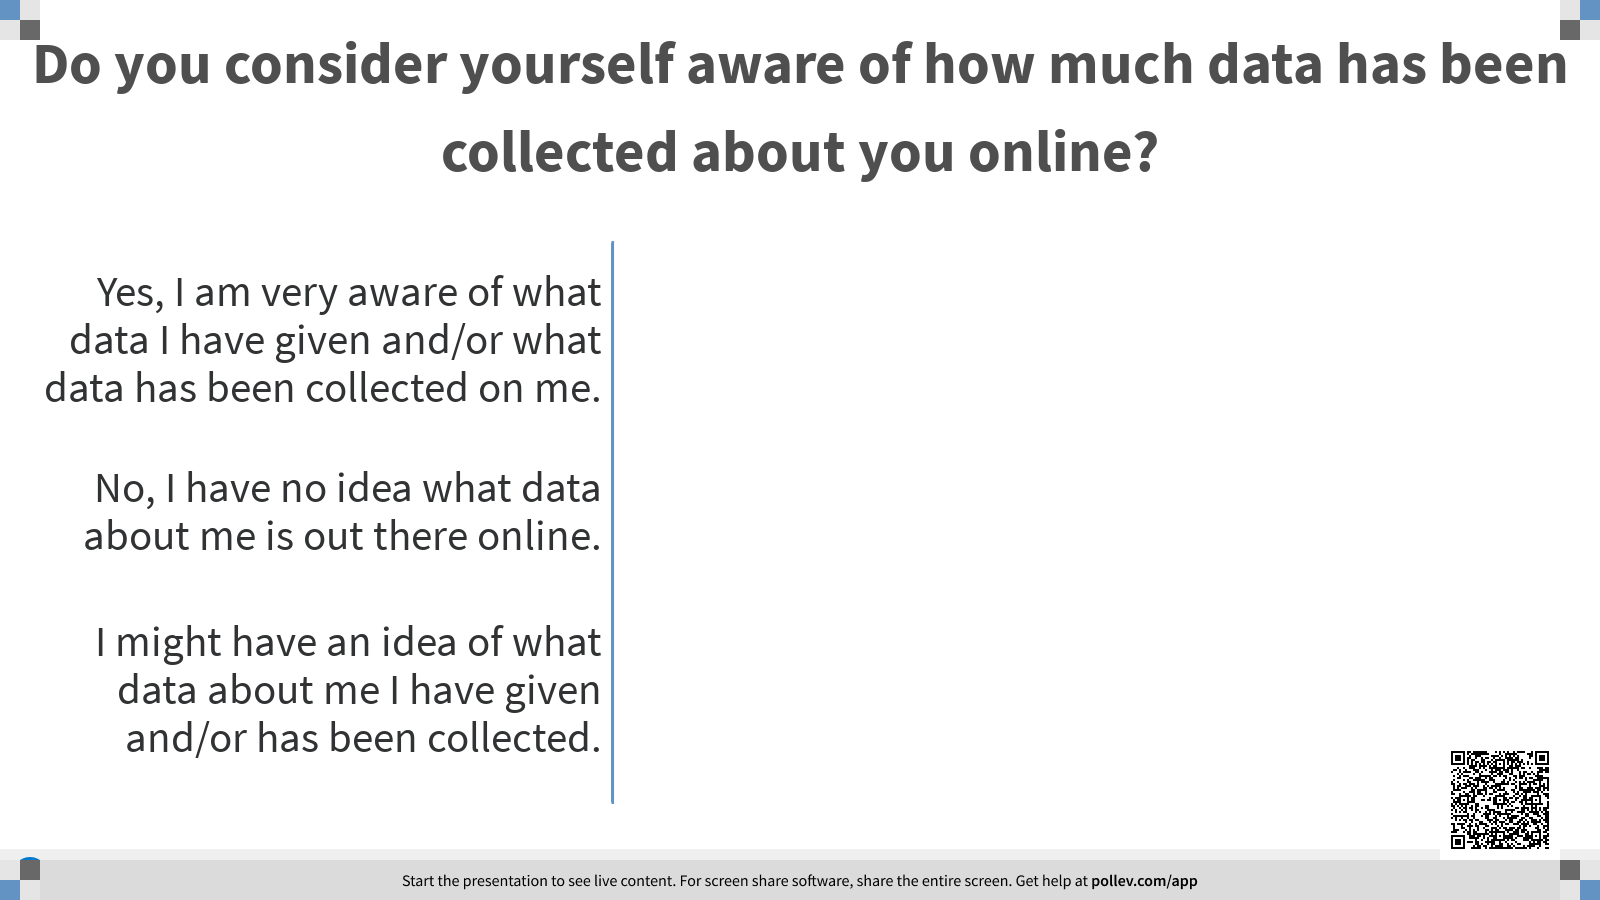 Do you consider yourself aware of how much data has been
collected about you online?
Yes, I am very aware of what
data I have given and/or what
data has been collected on me.
No, I have no idea what data
about me is out there online.
I might have an idea of what
data about me I have given
and/or has been collected.
Start the presentation to see live content. For screen share software, share the entire screen. Get help at pollev.com/app